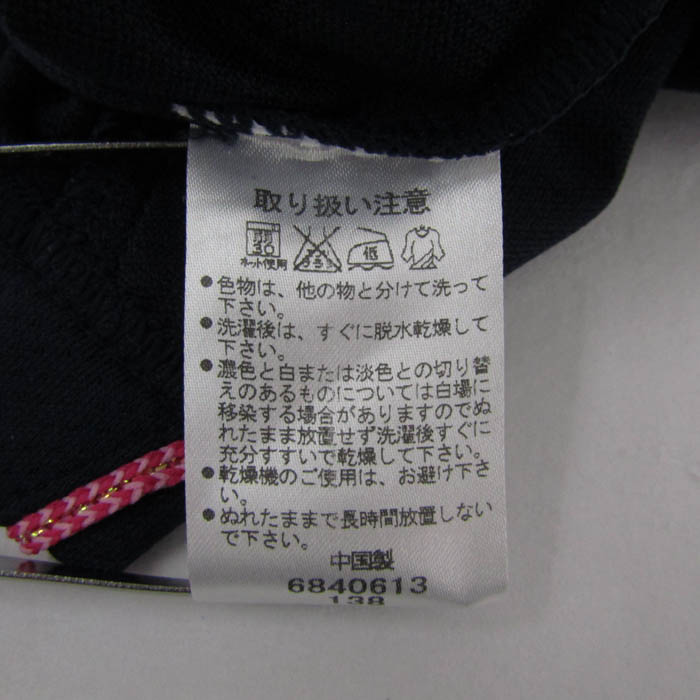 取り扱い注意
弱
30
ネット使用
エンソ
サラシ
低
●色物は、他の物と分けて洗って
下さい。
●洗濯後は、すぐに脱水乾燥して
下さい。
●濃色と白または淡色との切り替
えのあるものについては白場に
移染する場合がありますのでぬ
れたまま放置せず洗濯後すぐに
充分すすいで乾燥して下さい。
●乾燥機のご使用は、お避け下さ
い。
●ぬれたままで長時間放置しない
で下さい。
中国製
6840613
138